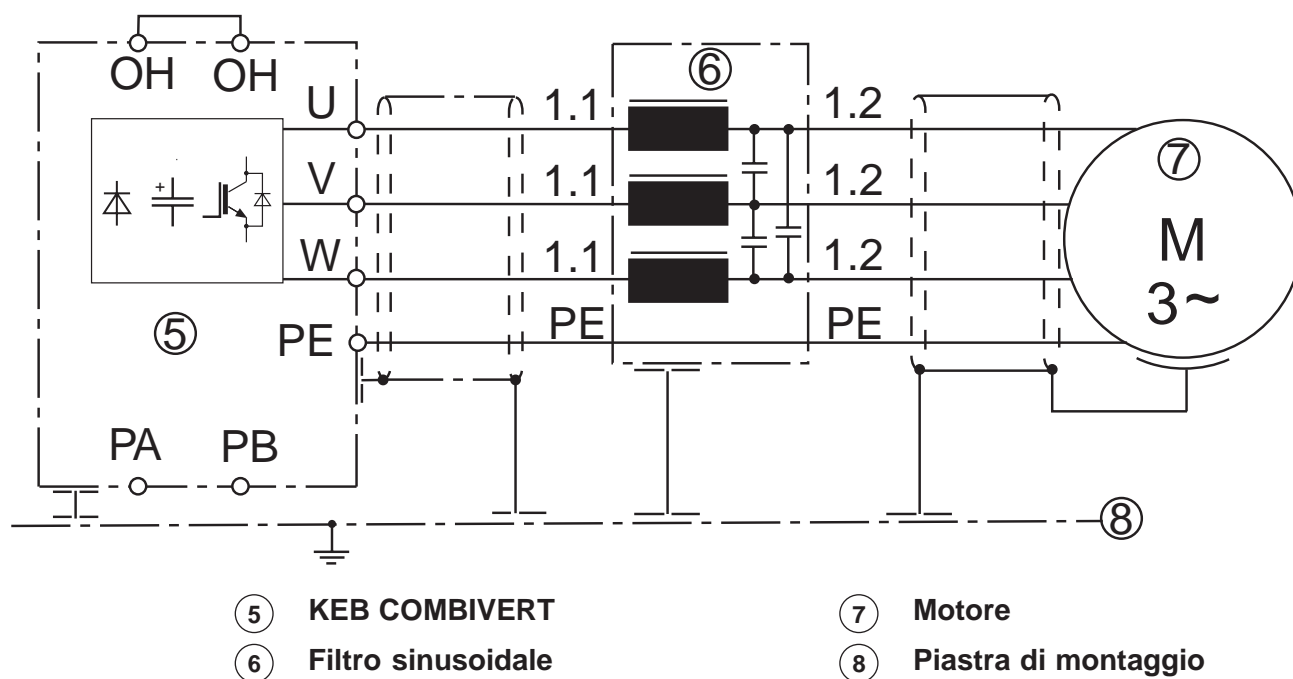 OH OH
⑥
U 1.1 1.2
⑦
V 1.1 1.2
+
M
W 1.1 1.2
3~
⑤ PE PE PE
PA PB
⑧
⑤ KEB COMBIVERT ⑦ Motore
⑥ Filtro sinusoidale ⑧ Piastra di montaggio